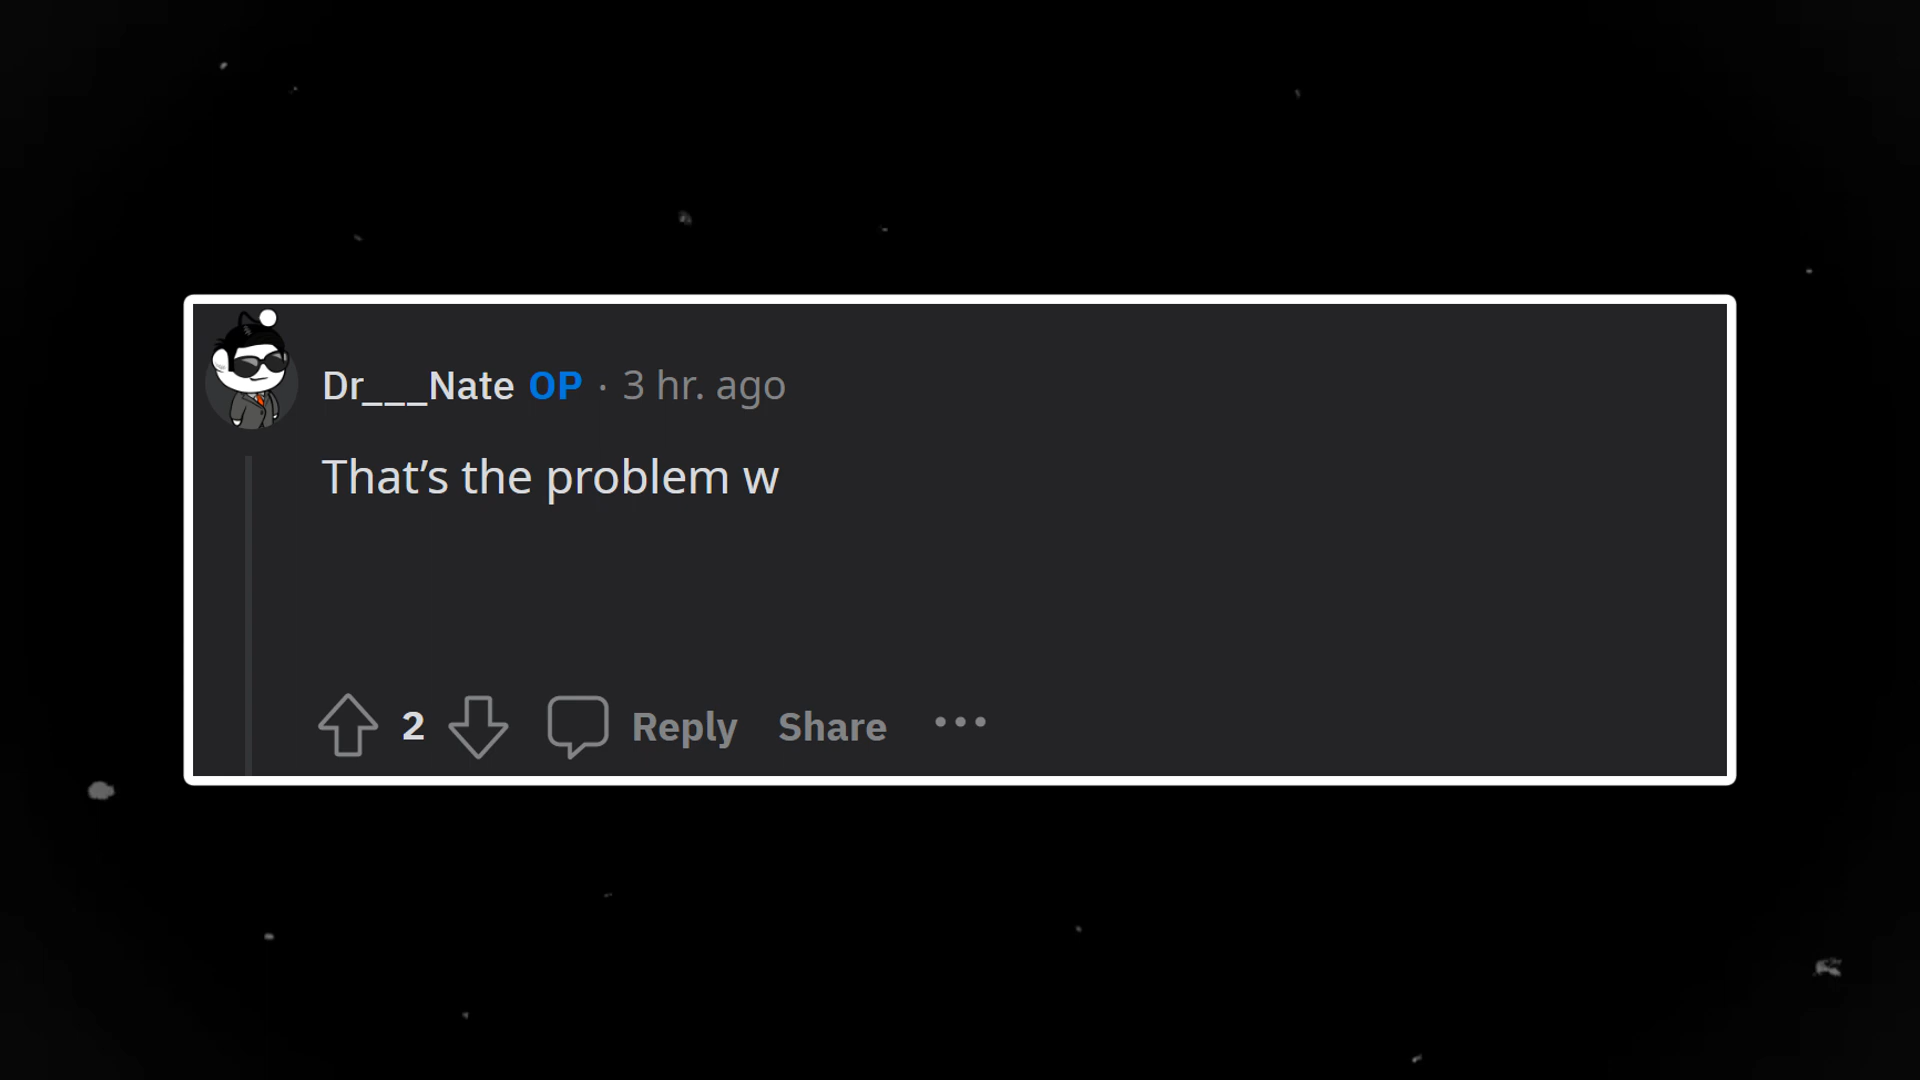 Dr___Nate OP · 3 hr. ago
That’s the problem w
2 Reply Share ...